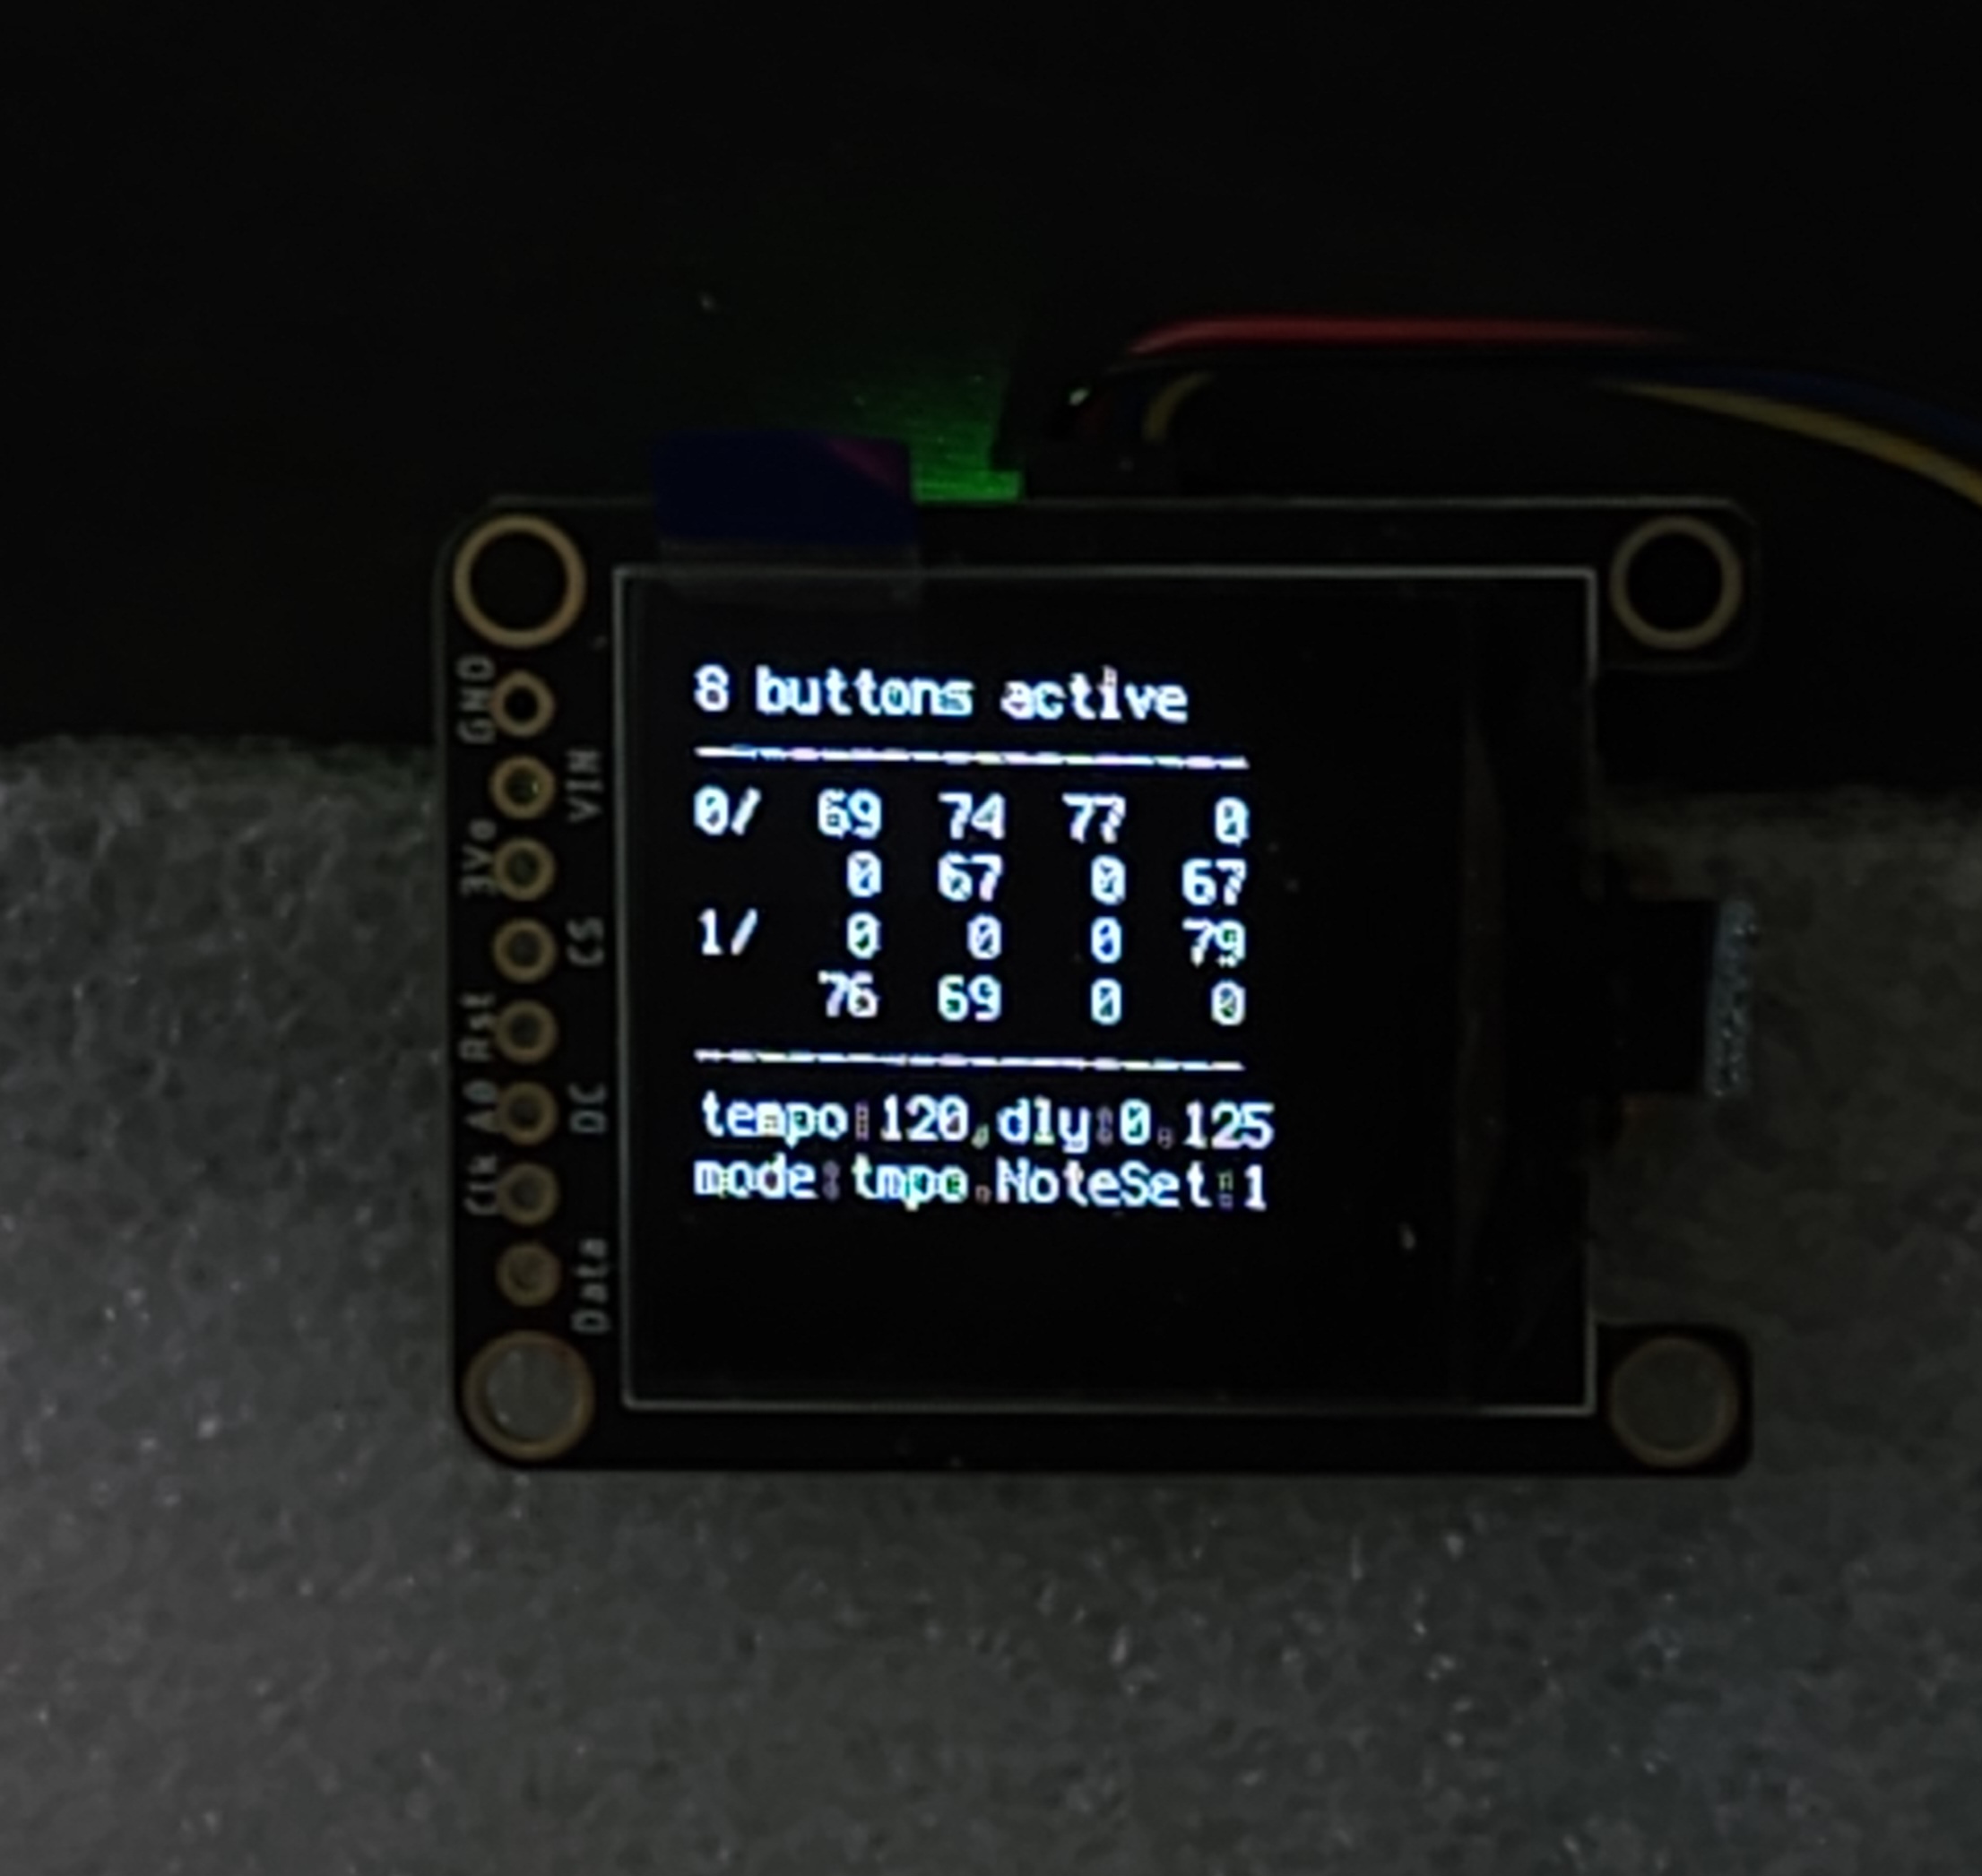 8 buttons active
------------------
0/ 69 74 77 0
0 67 0 67
1/ 0 0 0 79
76 69 0 0
------------------
tempo:120,dly:0.125
mode:tmpo.NoteSet:1
GND
VIN
3Vo
CS
Rst
DC
A0
Clk
Data